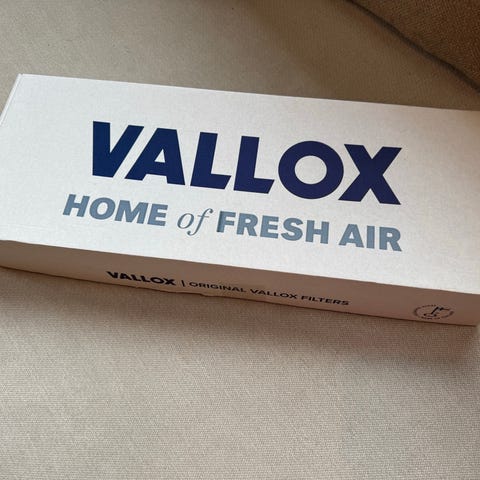 VALLOX
HOME of FRESH AIR
VALLOX | ORIGINAL VALLOX FILTERS